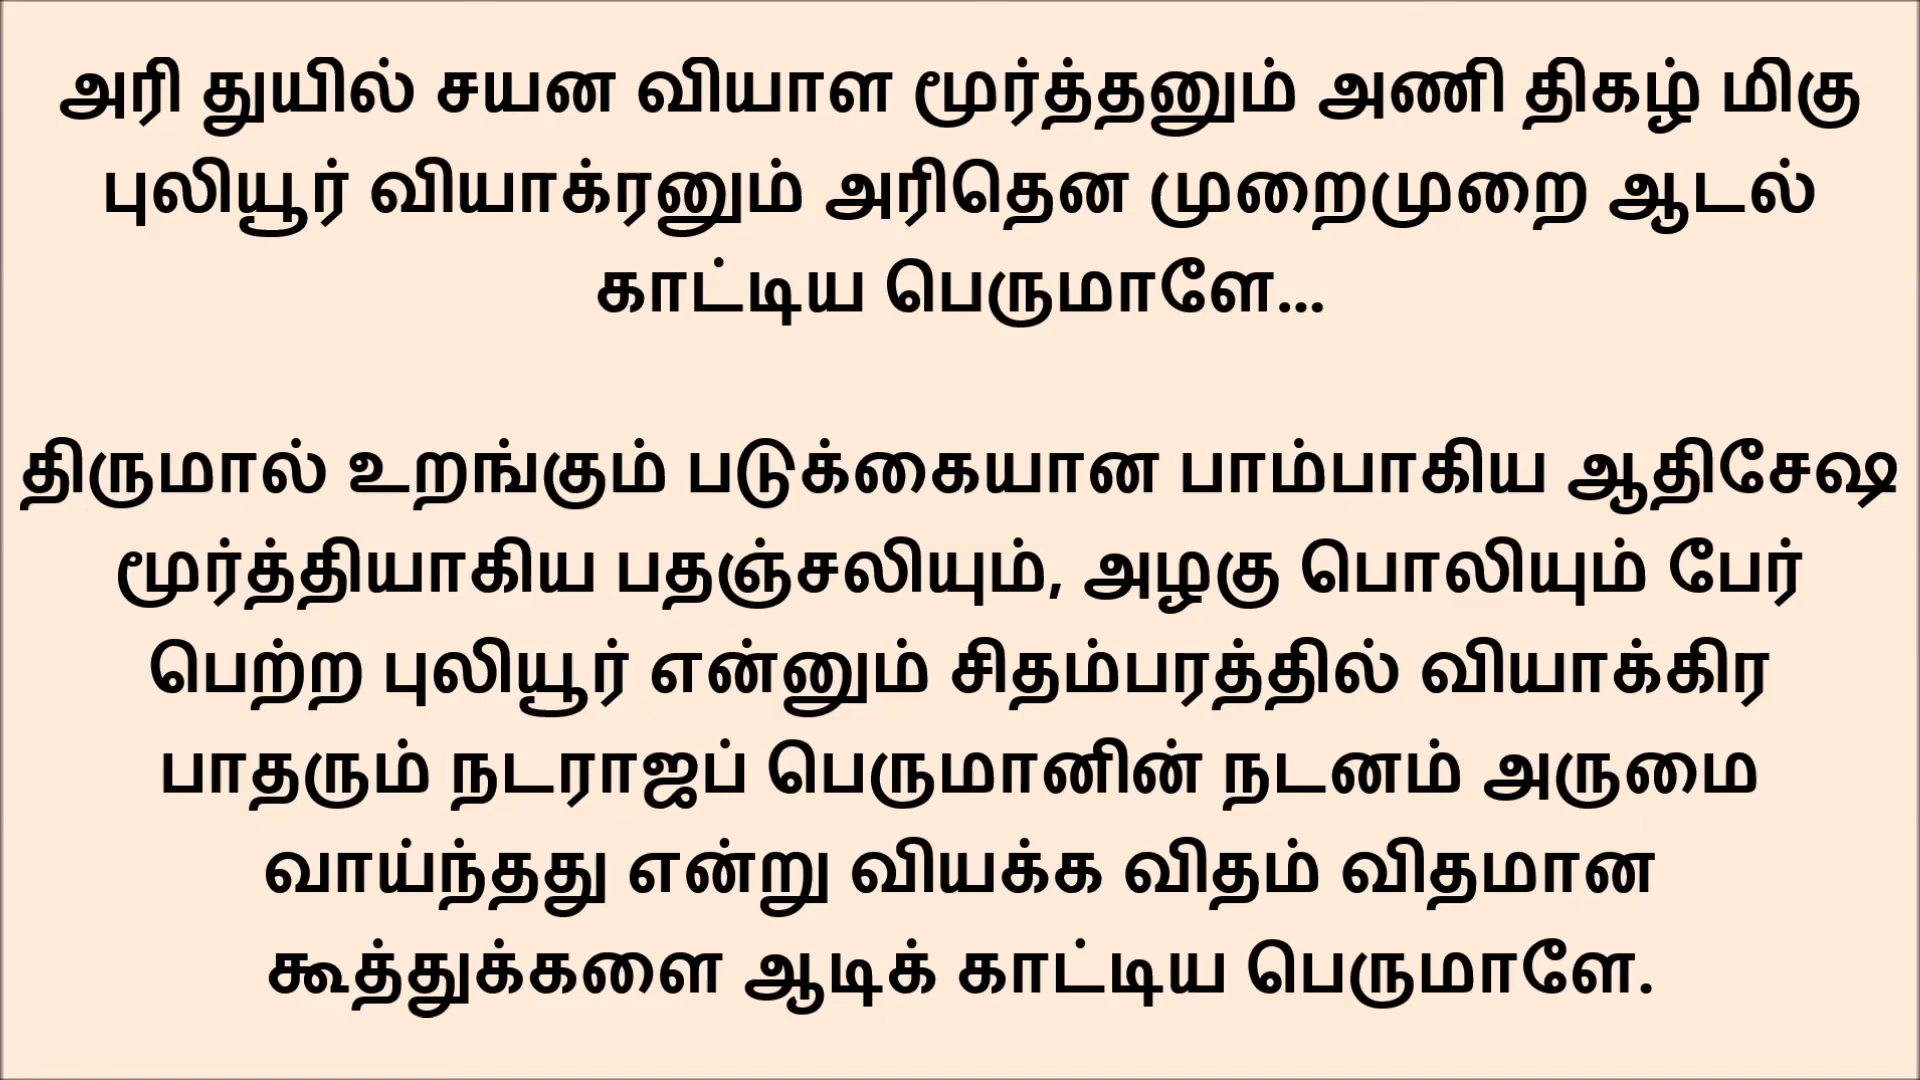 அரி துயில் சயன வியாள மூர்த்தனும் அணி திகழ் மிகு
புலியூர் வியாக்ரனும் அரிதென முறைமுறை ஆடல்
காட்டிய பெருமாளே...
திருமால் உறங்கும் படுக்கையான பாம்பாகிய ஆதிசேஷ
மூர்த்தியாகிய பதஞ்சலியும், அழகு பொலியும் பேர்
பெற்ற புலியூர் என்னும் சிதம்பரத்தில் வியாக்கிர
பாதரும் நடராஜப் பெருமானின் நடனம் அருமை
வாய்ந்தது என்று வியக்க விதம் விதமான
கூத்துக்களை ஆடிக் காட்டிய பெருமாளே.